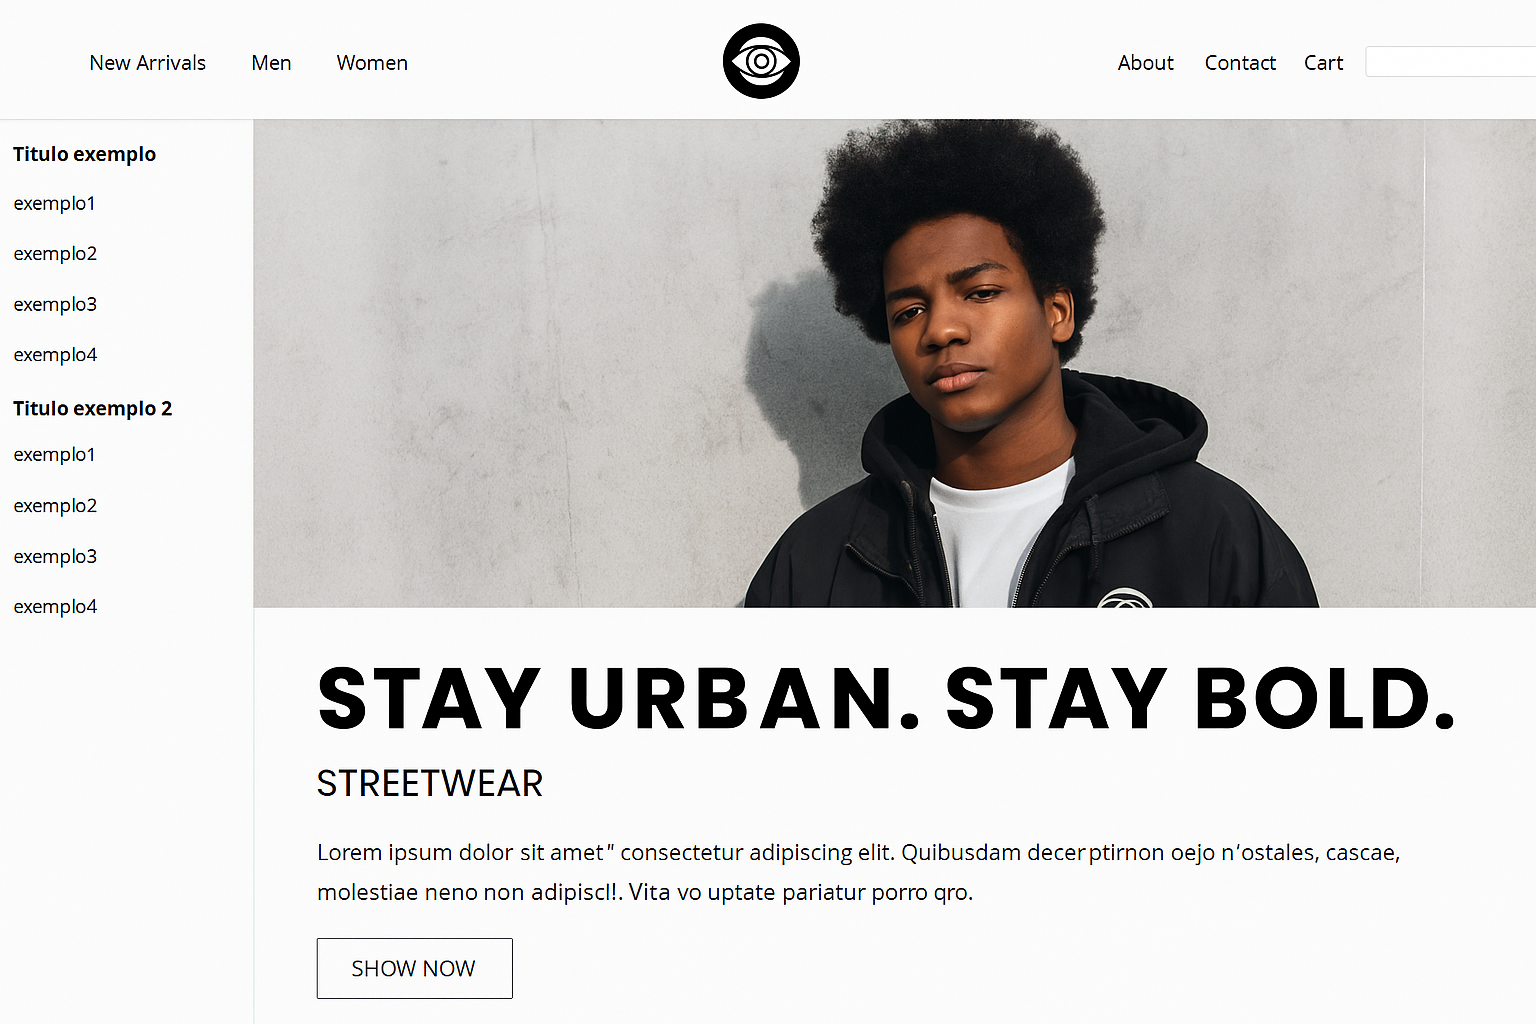 New Arrivals Men Women About Contact Cart
Titulo exemplo
exemplo1
exemplo2
exemplo3
exemplo4
Titulo exemplo 2
exemplo1
exemplo2
exemplo3
exemplo4
STAY URBAN. STAY BOLD.
STREETWEAR
Lorem ipsum dolor sit amet" consectetur adipiscing elit. Quibusdam decerptirnon oejo n‘ostales, cascae,
molestiae neno non adipiscl!. Vita vo uptate pariatur porro qro.
SHOW NOW